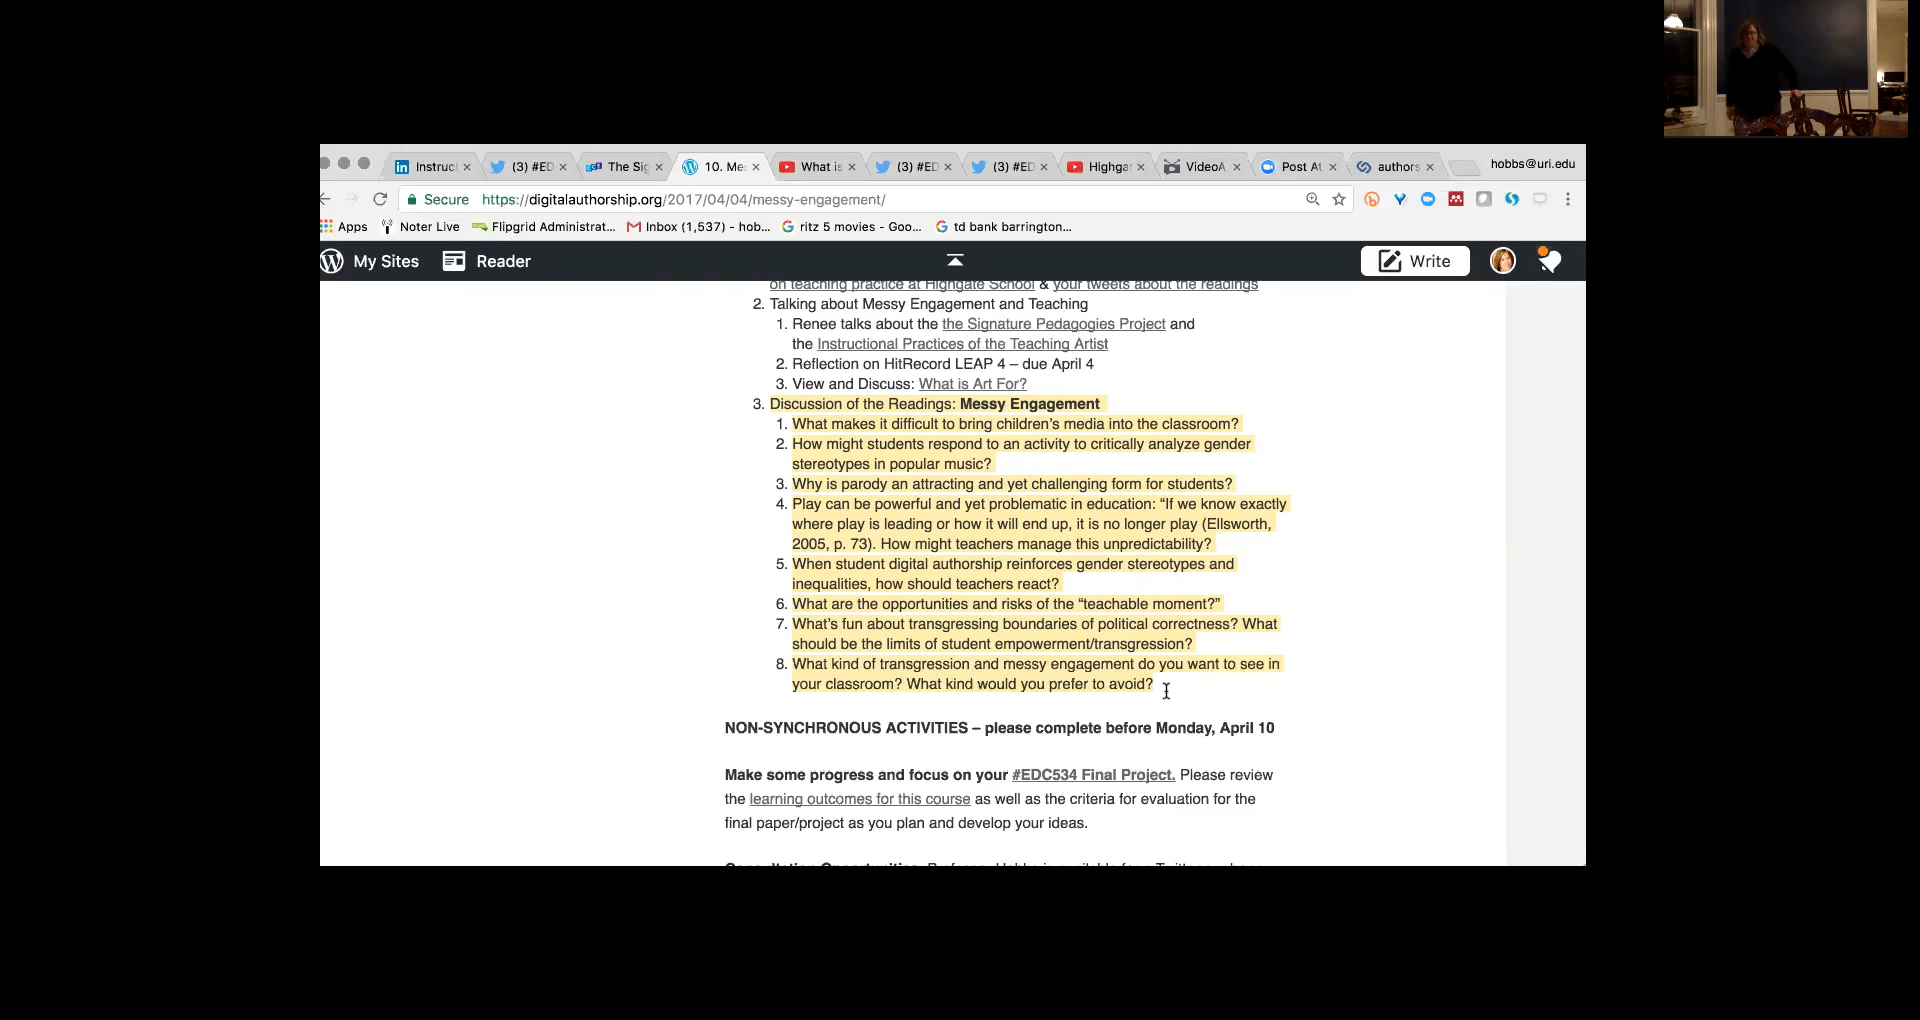 Instruc
(3) #ED
The Sig
10. Me
What is
(3) #ED
(3) #ED
Highga
VideoA
Post At
authors
hobbs@uri.edu
Secure https://digitalauthorship.org/2017/04/04/messy-engagement/
Apps
Noter Live
Flipgrid Administrat...
Inbox (1,537) - hob...
ritz 5 movies - Goo...
td bank barrington...
My Sites
Reader
Write
on teaching practice at Highgate School & your tweets about the readings
2. Talking about Messy Engagement and Teaching
1. Renee talks about the the Signature Pedagogies Project and
the Instructional Practices of the Teaching Artist
2. Reflection on HitRecord LEAP 4 – due April 4
3. View and Discuss: What is Art For?
3. Discussion of the Readings: Messy Engagement
1. What makes it difficult to bring children’s media into the classroom?
2. How might students respond to an activity to critically analyze gender
stereotypes in popular music?
3. Why is parody an attracting and yet challenging form for students?
4. Play can be powerful and yet problematic in education: “If we know exactly
where play is leading or how it will end up, it is no longer play (Ellsworth,
2005, p. 73). How might teachers manage this unpredictability?
5. When student digital authorship reinforces gender stereotypes and
inequalities, how should teachers react?
6. What are the opportunities and risks of the “teachable moment?”
7. What’s fun about transgressing boundaries of political correctness? What
should be the limits of student empowerment/transgression?
8. What kind of transgression and messy engagement do you want to see in
your classroom? What kind would you prefer to avoid?
NON-SYNCHRONOUS ACTIVITIES – please complete before Monday, April 10
Make some progress and focus on your #EDC534 Final Project. Please review
the learning outcomes for this course as well as the criteria for evaluation for the
final paper/project as you plan and develop your ideas.